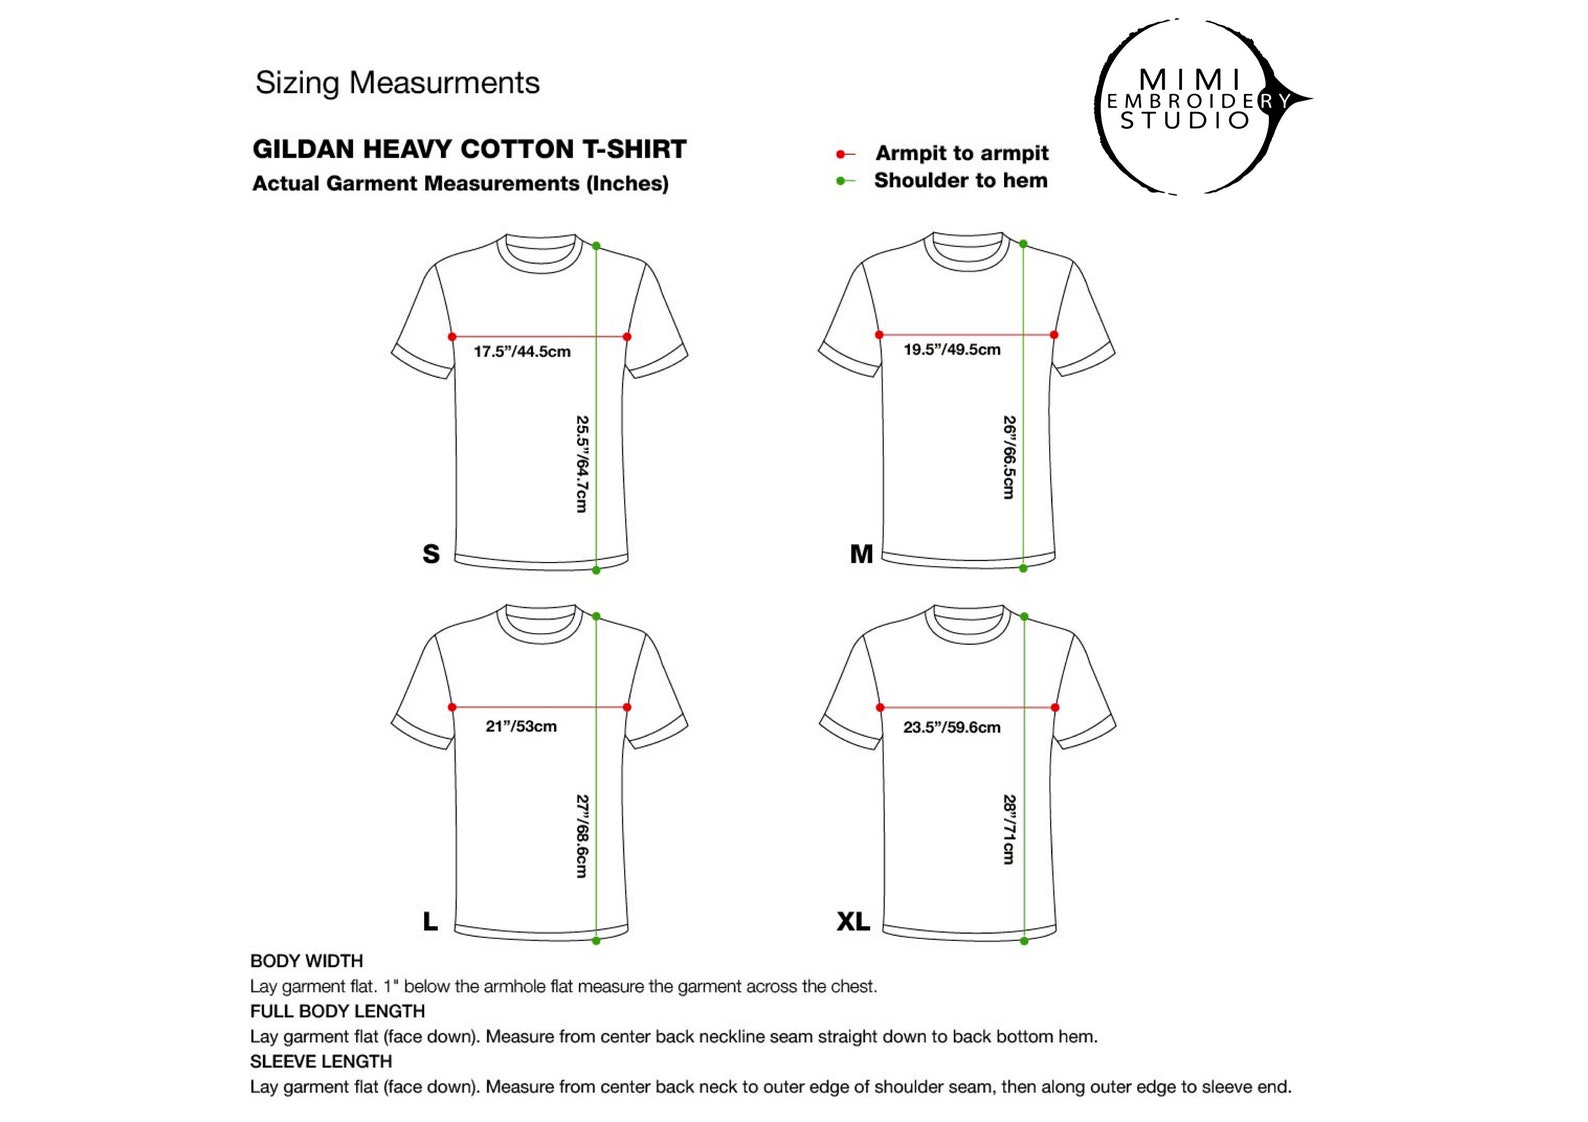 Sizing Measurments
MIMI
EMBROIDERY
STUDIO
GILDAN HEAVY COTTON T-SHIRT
Actual Garment Measurements (Inches)
Armpit to armpit
Shoulder to hem
17.5”/44.5cm
25.5”/64.7cm
S
19.5”/49.5cm
26”/66.5cm
M
21”/53cm
27”/68.6cm
L
23.5”/59.6cm
28”/71cm
XL
BODY WIDTH
Lay garment flat. 1" below the armhole flat measure the garment across the chest.
FULL BODY LENGTH
Lay garment flat (face down). Measure from center back neckline seam straight down to back bottom hem.
SLEEVE LENGTH
Lay garment flat (face down). Measure from center back neck to outer edge of shoulder seam, then along outer edge to sleeve end.